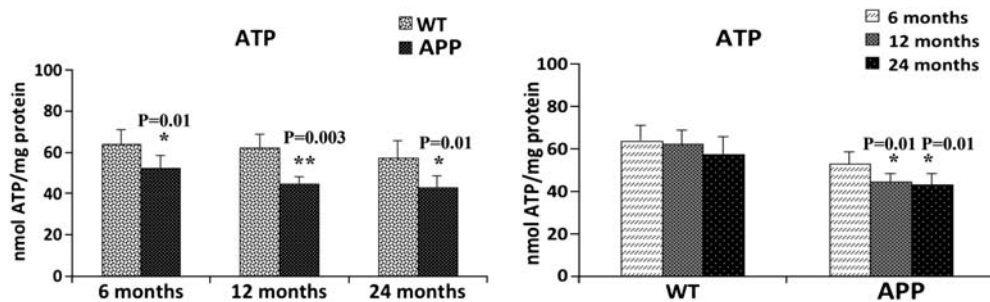 ATP
WT
APP
nmol ATP/mg protein
100
80
60
40
20
0
P=0.01
*
P=0.003
**
P=0.01
*
6 months
12 months
24 months
ATP
6 months
12 months
24 months
nmol ATP/mg protein
100
80
60
40
20
0
P=0.01 P=0.01
* *
WT
APP